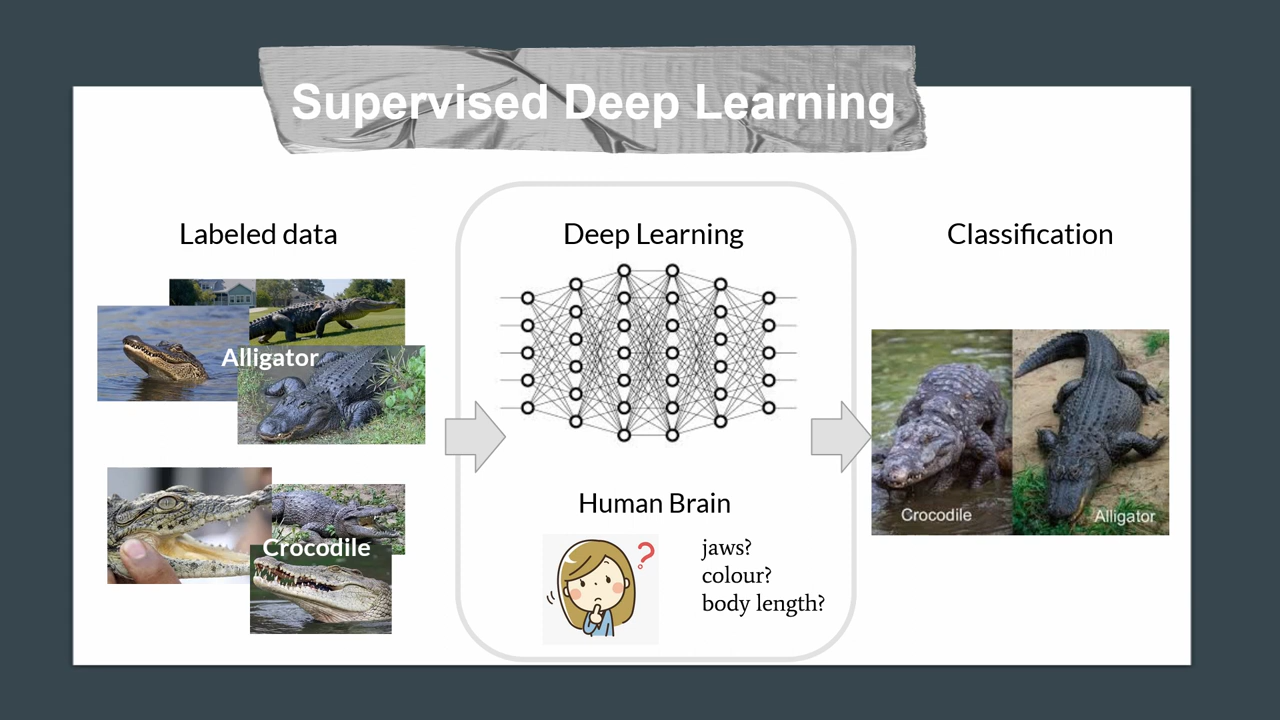 Supervised Deep Learning
Labeled data
Alligator
Crocodile
Deep Learning
Human Brain
?
jaws?
colour?
body length?
Classification
Crocodile
Alligator